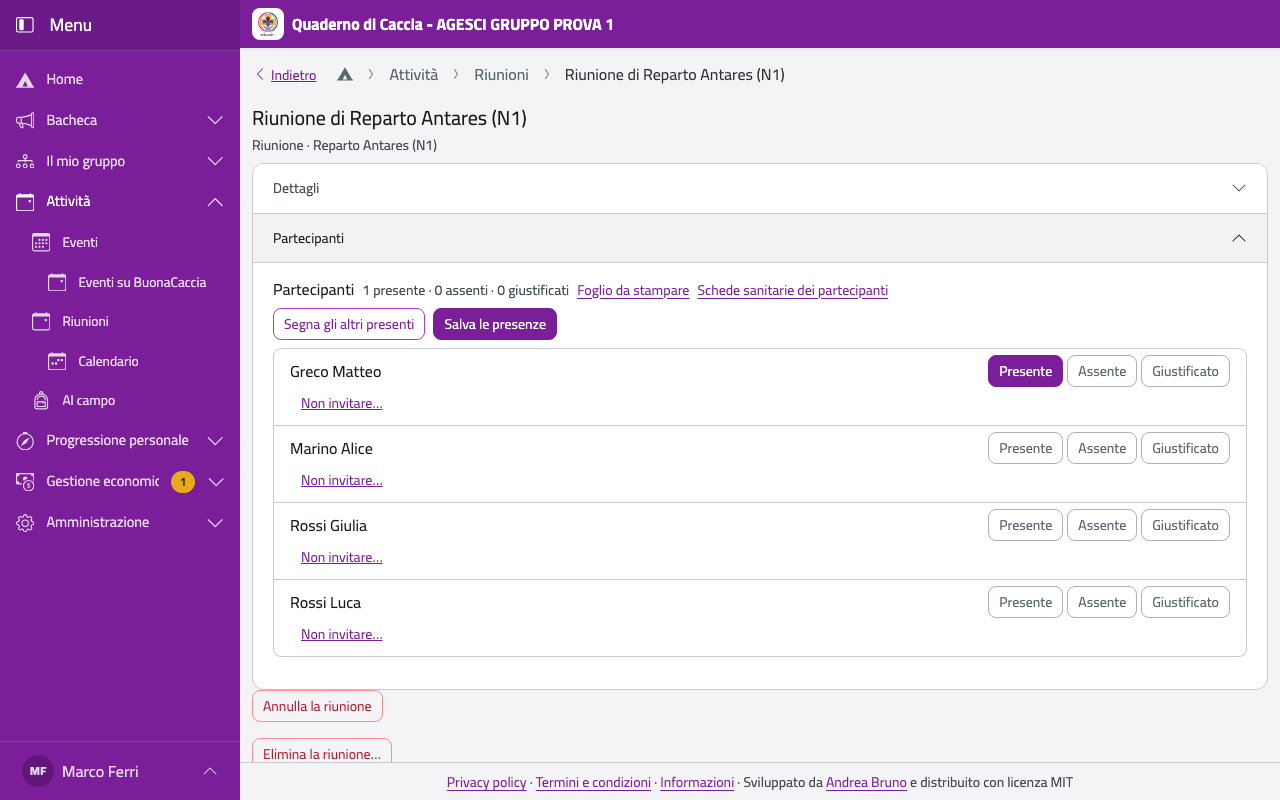 Menu
Quaderno di Caccia - AGESCI GRUPPO PROVA 1
Home
Bacheca
Il mio gruppo
Attività
Eventi
Eventi su BuonaCaccia
Riunioni
Calendario
Al campo
Progressione personale
Gestione economic
1
Amministrazione
MF
Marco Ferri
Indietro
Attività
Riunioni
Riunione di Reparto Antares (N1)
Riunione di Reparto Antares (N1)
Riunione · Reparto Antares (N1)
Dettagli
Partecipanti
Partecipanti 1 presente · 0 assenti · 0 giustificati Foglio da stampare Schede sanitarie dei partecipanti
Segna gli altri presenti Salva le presenze
Greco Matteo Presente Assente Giustificato
Non invitare...
Marino Alice Presente Assente Giustificato
Non invitare...
Rossi Giulia Presente Assente Giustificato
Non invitare...
Rossi Luca Presente Assente Giustificato
Non invitare...
Annulla la riunione
Elimina la riunione...
Privacy policy · Termini e condizioni · Informazioni · Sviluppato da Andrea Bruno e distribuito con licenza MIT